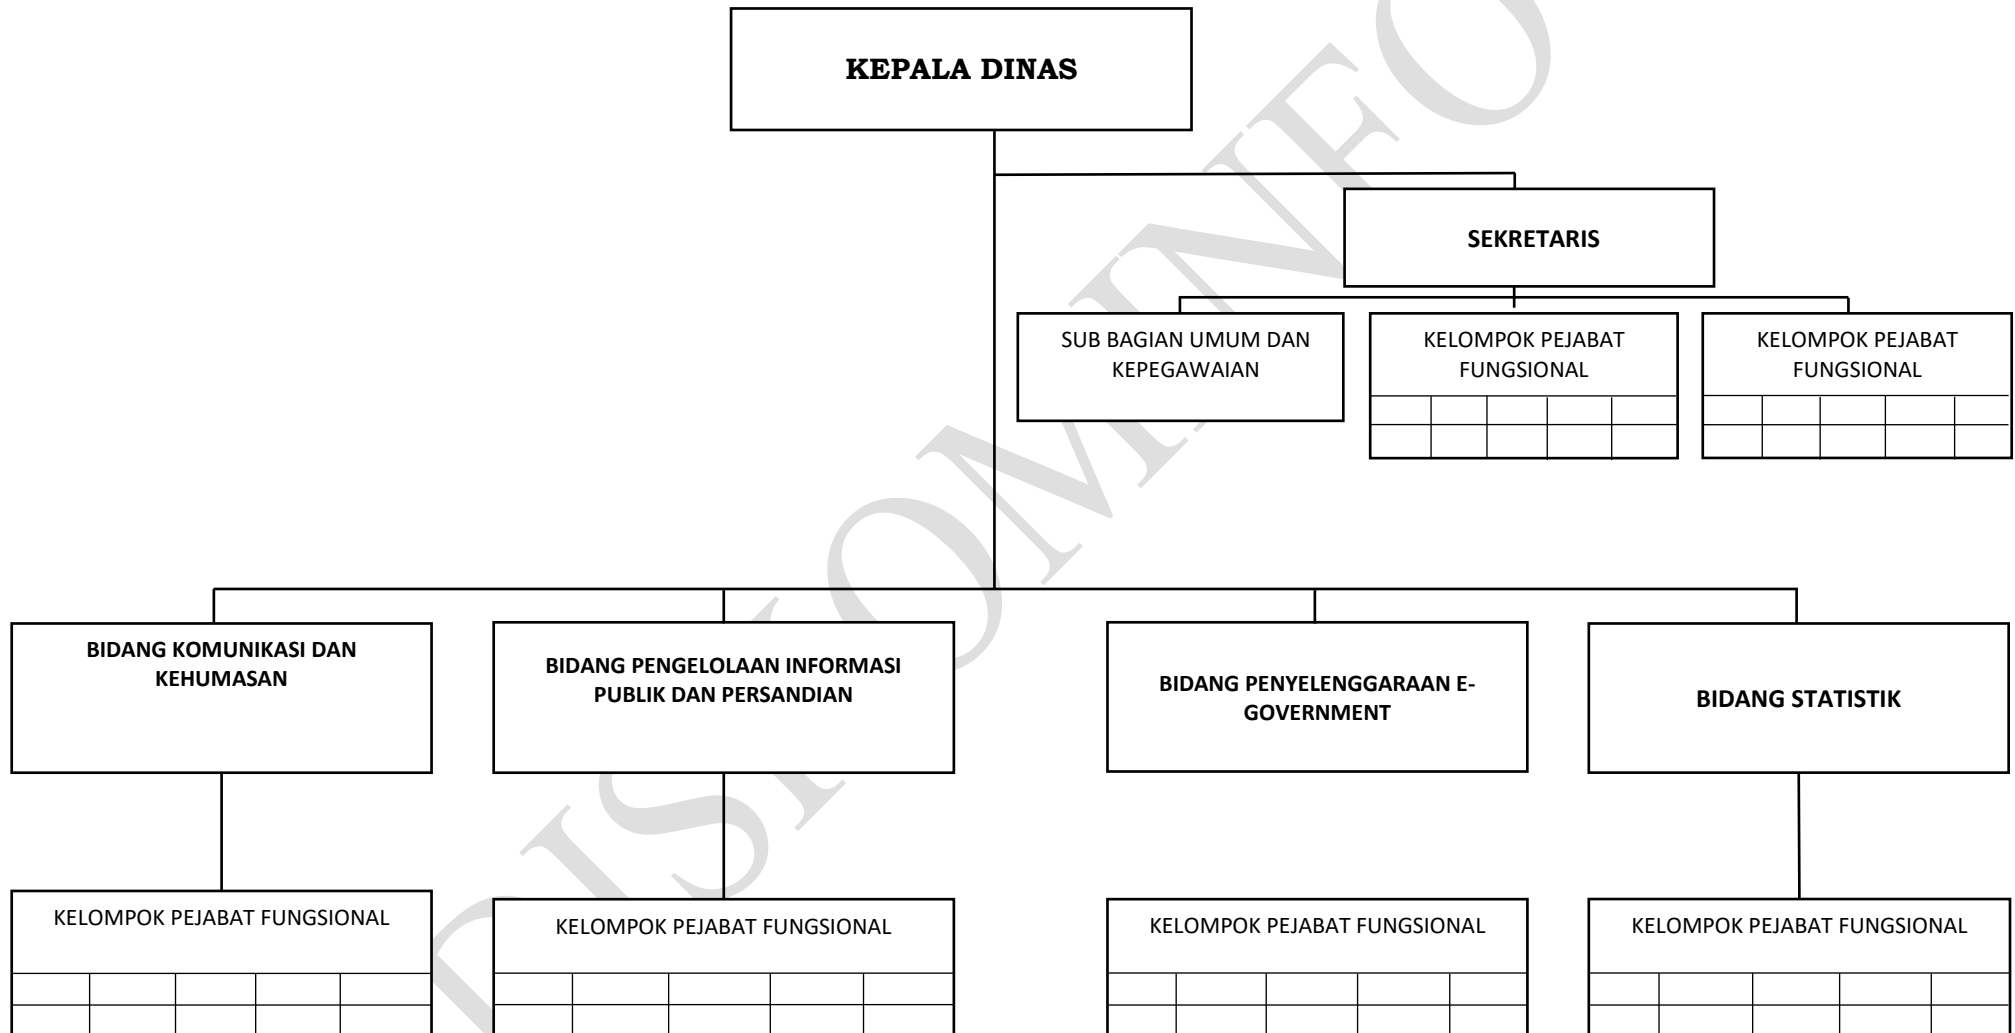 KEPALA DINAS
SEKRETARIS
SUB BAGIAN UMUM DAN
KEPEGAWAIAN
KELOMPOK PEJABAT
FUNGSIONAL
KELOMPOK PEJABAT
FUNGSIONAL
BIDANG KOMUNIKASI DAN
KEHUMASAN
BIDANG PENGELOLAAN INFORMASI
PUBLIK DAN PERSANDIAN
BIDANG PENYELENGGARAAN E-
GOVERNMENT
BIDANG STATISTIK
KELOMPOK PEJABAT FUNGSIONAL
KELOMPOK PEJABAT FUNGSIONAL
KELOMPOK PEJABAT FUNGSIONAL
KELOMPOK PEJABAT FUNGSIONAL
DISKOMINFO